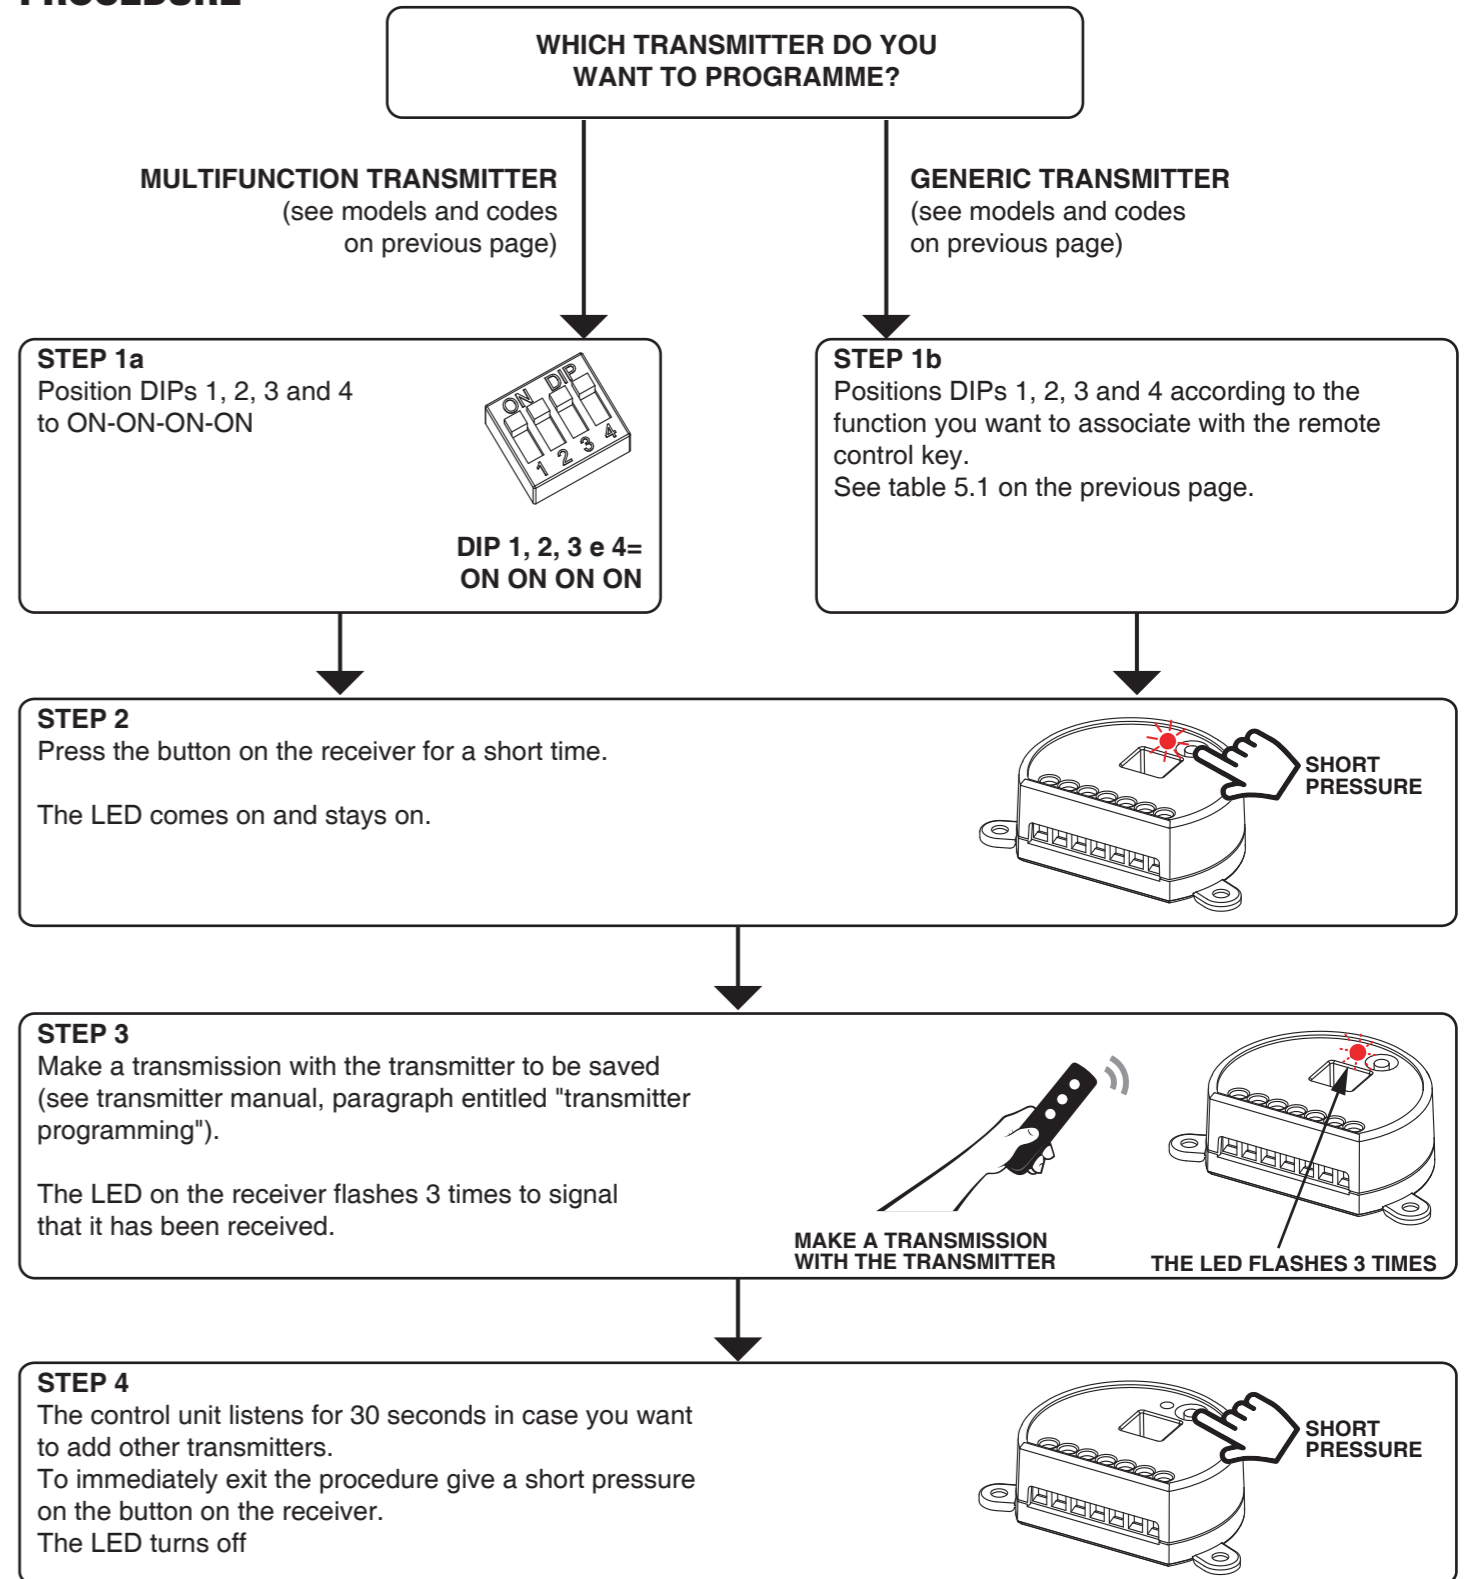 PROCEDURE
WHICH TRANSMITTER DO YOU
WANT TO PROGRAMME?
MULTIFUNCTION TRANSMITTER
(see models and codes
on previous page)
GENERIC TRANSMITTER
(see models and codes
on previous page)
STEP 1a
Position DIPs 1, 2, 3 and 4
to ON-ON-ON-ON
ON DIP
1 2 3 4
DIP 1, 2, 3 e 4=
ON ON ON ON
STEP 1b
Positions DIPs 1, 2, 3 and 4 according to the
function you want to associate with the remote
control key.
See table 5.1 on the previous page.
STEP 2
Press the button on the receiver for a short time.
The LED comes on and stays on.
SHORT
PRESSURE
STEP 3
Make a transmission with the transmitter to be saved
(see transmitter manual, paragraph entitled "transmitter
programming").
The LED on the receiver flashes 3 times to signal
that it has been received.
MAKE A TRANSMISSION
WITH THE TRANSMITTER
THE LED FLASHES 3 TIMES
STEP 4
The control unit listens for 30 seconds in case you want
to add other transmitters.
To immediately exit the procedure give a short pressure
on the button on the receiver.
The LED turns off
SHORT
PRESSURE